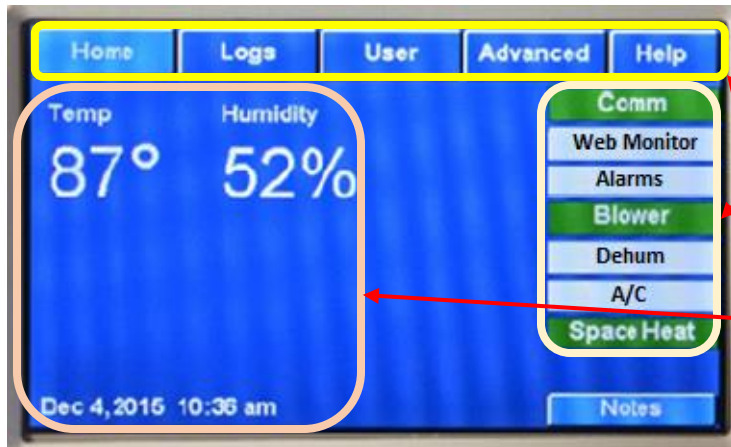 Home Logs User Advanced Help
Temp Humidity
87° 52%
Comm
Web Monitor
Alarms
Blower
Dehum
A/C
Space Heat
Dec 4,2015 10:36 am
Notes